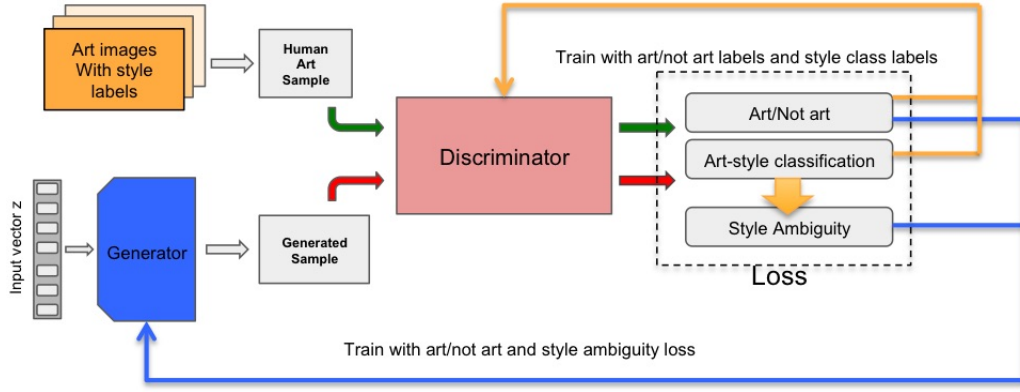 Art images
With style
labels
Human
Art
Sample
Train with art/not art labels and style class labels
Discriminator
Art/Not art
Art-style classification
Style Ambiguity
Loss
Input vector z
Generator
Generated
Sample
Train with art/not art and style ambiguity loss